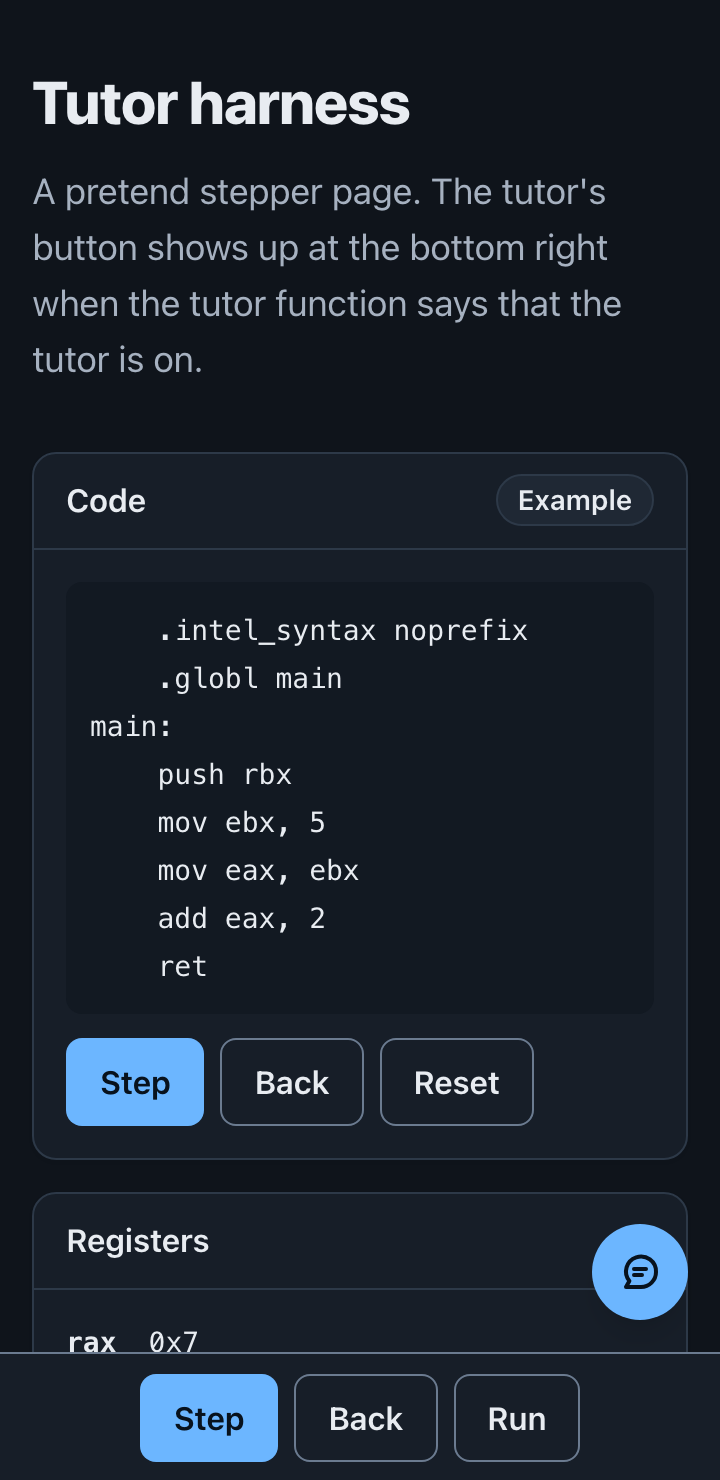 Tutor harness
A pretend stepper page. The tutor's
button shows up at the bottom right
when the tutor function says that the
tutor is on.
Code
Example
    .intel_syntax noprefix
    .globl main
main:
    push rbx
    mov ebx, 5
    mov eax, ebx
    add eax, 2
    ret
Step Back Reset
Registers
rax 0x7
Step Back Run